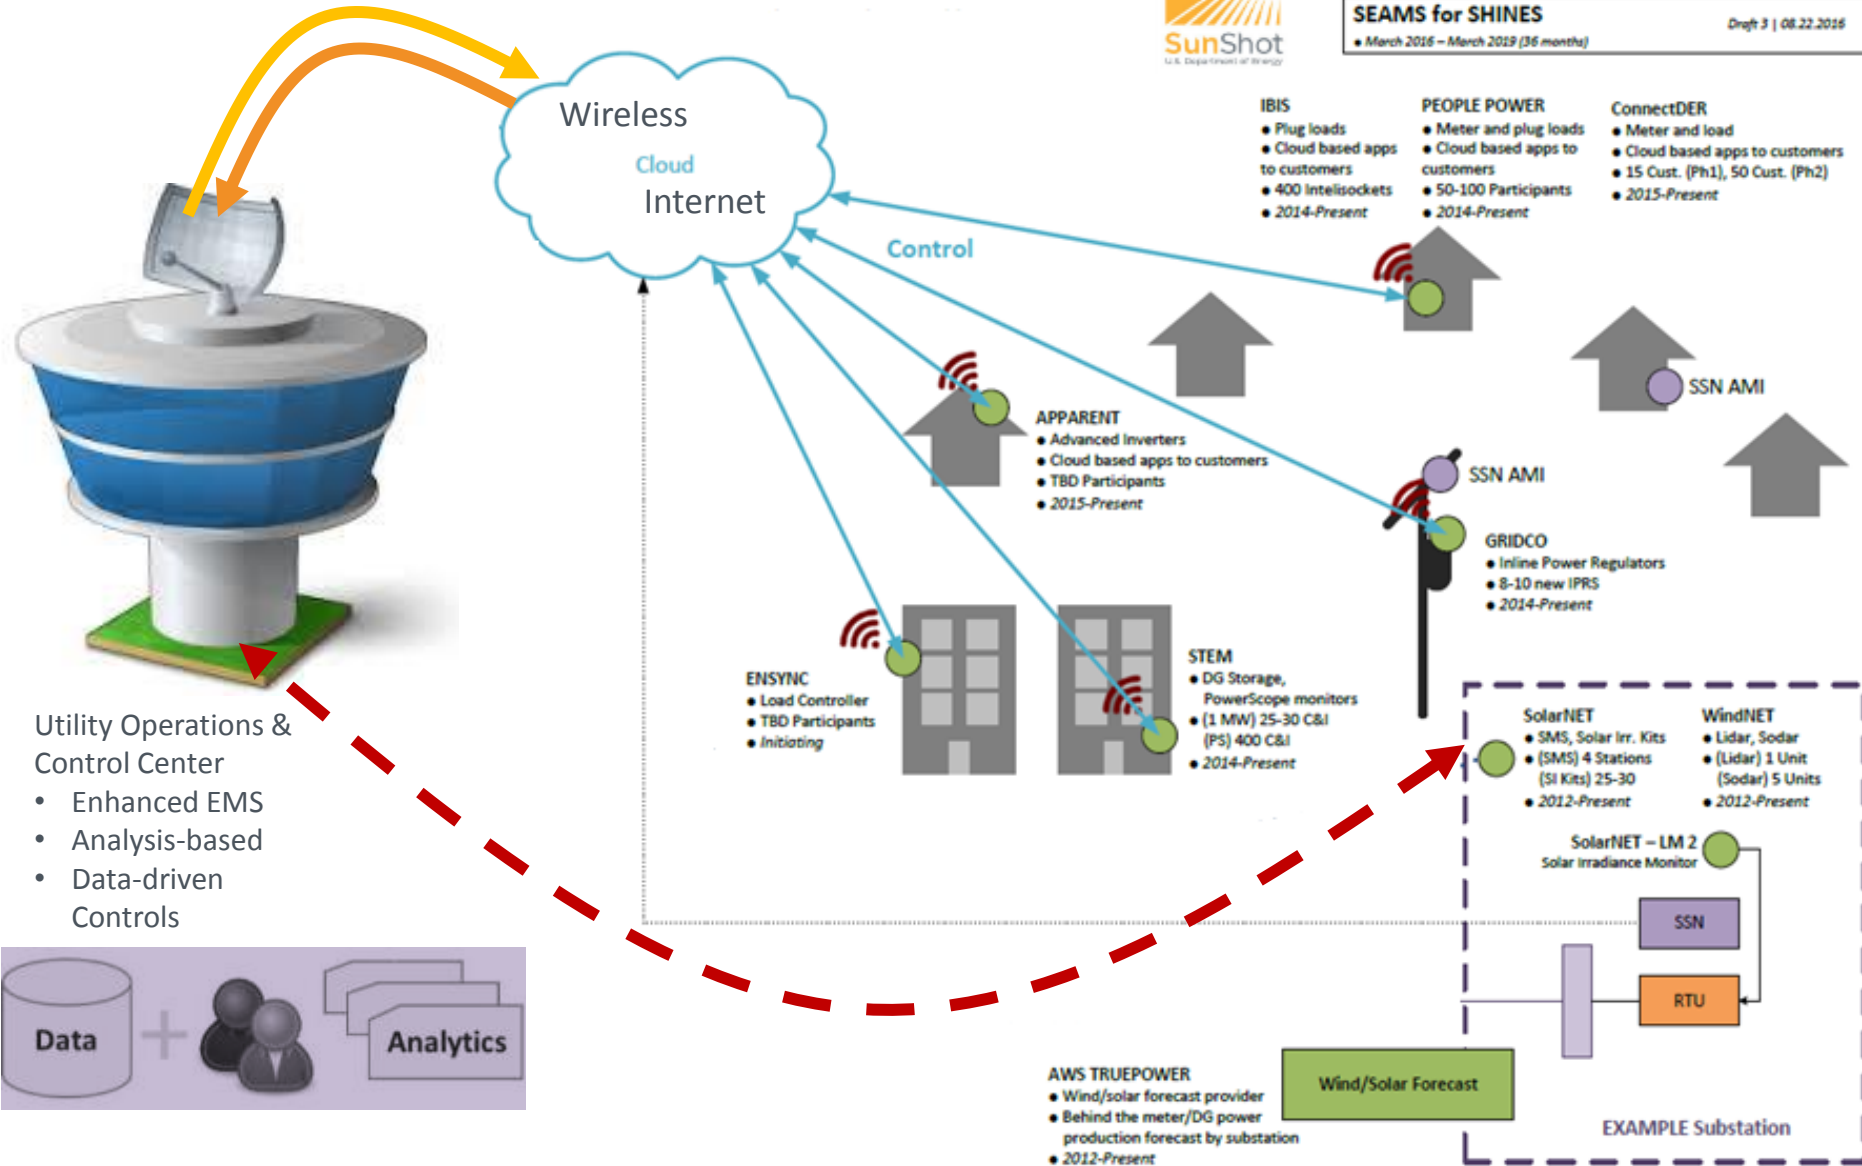 SunShot
U.S. Department of Energy
SEAMS for SHINES
Draft 3 | 08.22.2016
• March 2016 – March 2019 (36 months)
Wireless
Cloud
Internet
Control
IBIS
• Plug loads
• Cloud based apps
to customers
• 400 Intelisockets
• 2014-Present
PEOPLE POWER
• Meter and plug loads
• Cloud based apps to
customers
• 50-100 Participants
• 2014-Present
ConnectDER
• Meter and load
• Cloud based apps to customers
• 15 Cust. (Ph1), 50 Cust. (Ph2)
• 2015-Present
SSN AMI
APPARENT
• Advanced Inverters
• Cloud based apps to customers
• TBD Participants
• 2015-Present
SSN AMI
GRIDCO
• Inline Power Regulators
• 8-10 new IPRS
• 2014-Present
ENSYNC
• Load Controller
• TBD Participants
• Initiating
STEM
• DG Storage,
PowerScope monitors
• (1 MW) 25-30 C&I
(PS) 400 C&I
• 2014-Present
Utility Operations &
Control Center
• Enhanced EMS
• Analysis-based
• Data-driven
Controls
Data
+
Analytics
SolarNET
• SMS, Solar Irr. Kits
• (SMS) 4 Stations
(SI Kits) 25-30
• 2012-Present
WindNET
• Lidar, Sodar
• (Lidar) 1 Unit
(Sodar) 5 Units
• 2012-Present
SolarNET – LM 2
Solar Irradiance Monitor
SSN
RTU
AWS TRUEPOWER
• Wind/solar forecast provider
• Behind the meter/DG power
production forecast by substation
• 2012-Present
Wind/Solar Forecast
EXAMPLE Substation